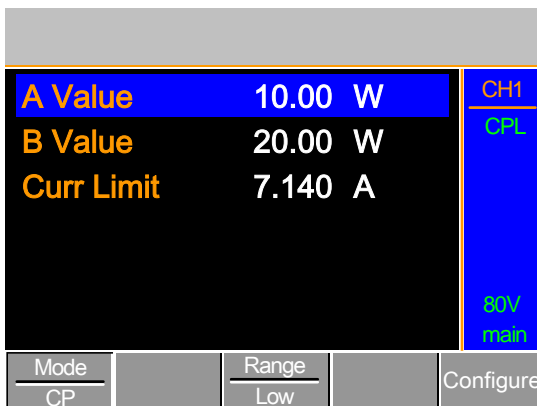 A Value 10.00 W
B Value 20.00 W
Curr Limit 7.140 A
CH1
CPL
80V
main
Mode
CP
Range
Low
Configure